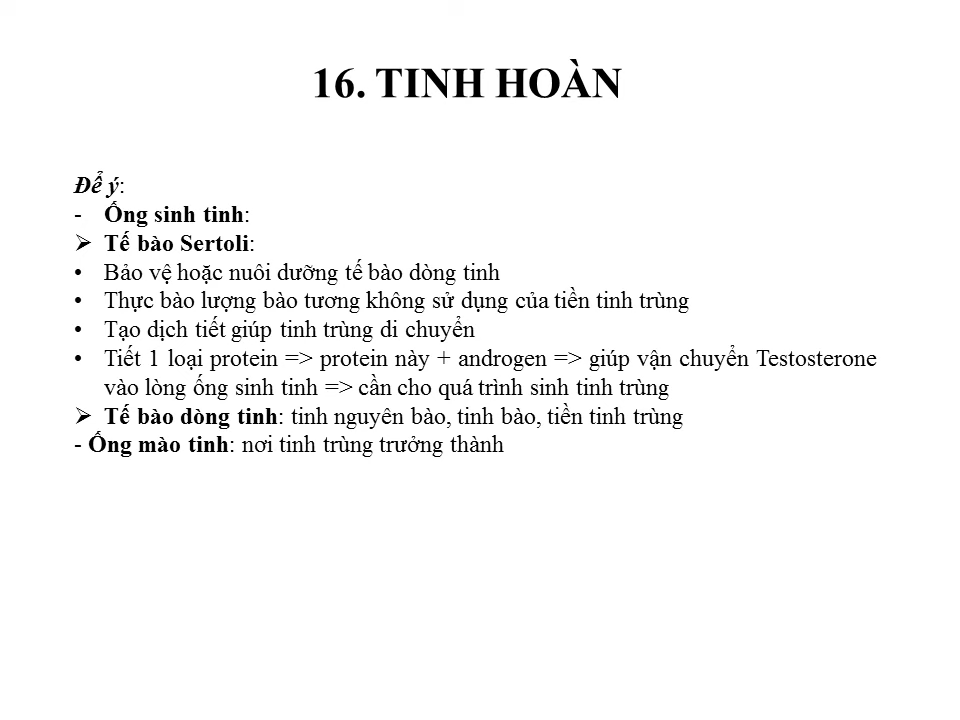 16. TINH HOÀN
Để ý:
- Ống sinh tinh:
➢ Tế bào Sertoli:
• Bảo vệ hoặc nuôi dưỡng tế bào dòng tinh
• Thực bào lượng bào tương không sử dụng của tiền tinh trùng
• Tạo dịch tiết giúp tinh trùng di chuyển
• Tiết 1 loại protein => protein này + androgen => giúp vận chuyển Testosterone
vào lòng ống sinh tinh => cần cho quá trình sinh tinh trùng
➢ Tế bào dòng tinh: tinh nguyên bào, tinh bào, tiền tinh trùng
- Ống mào tinh: nơi tinh trùng trưởng thành